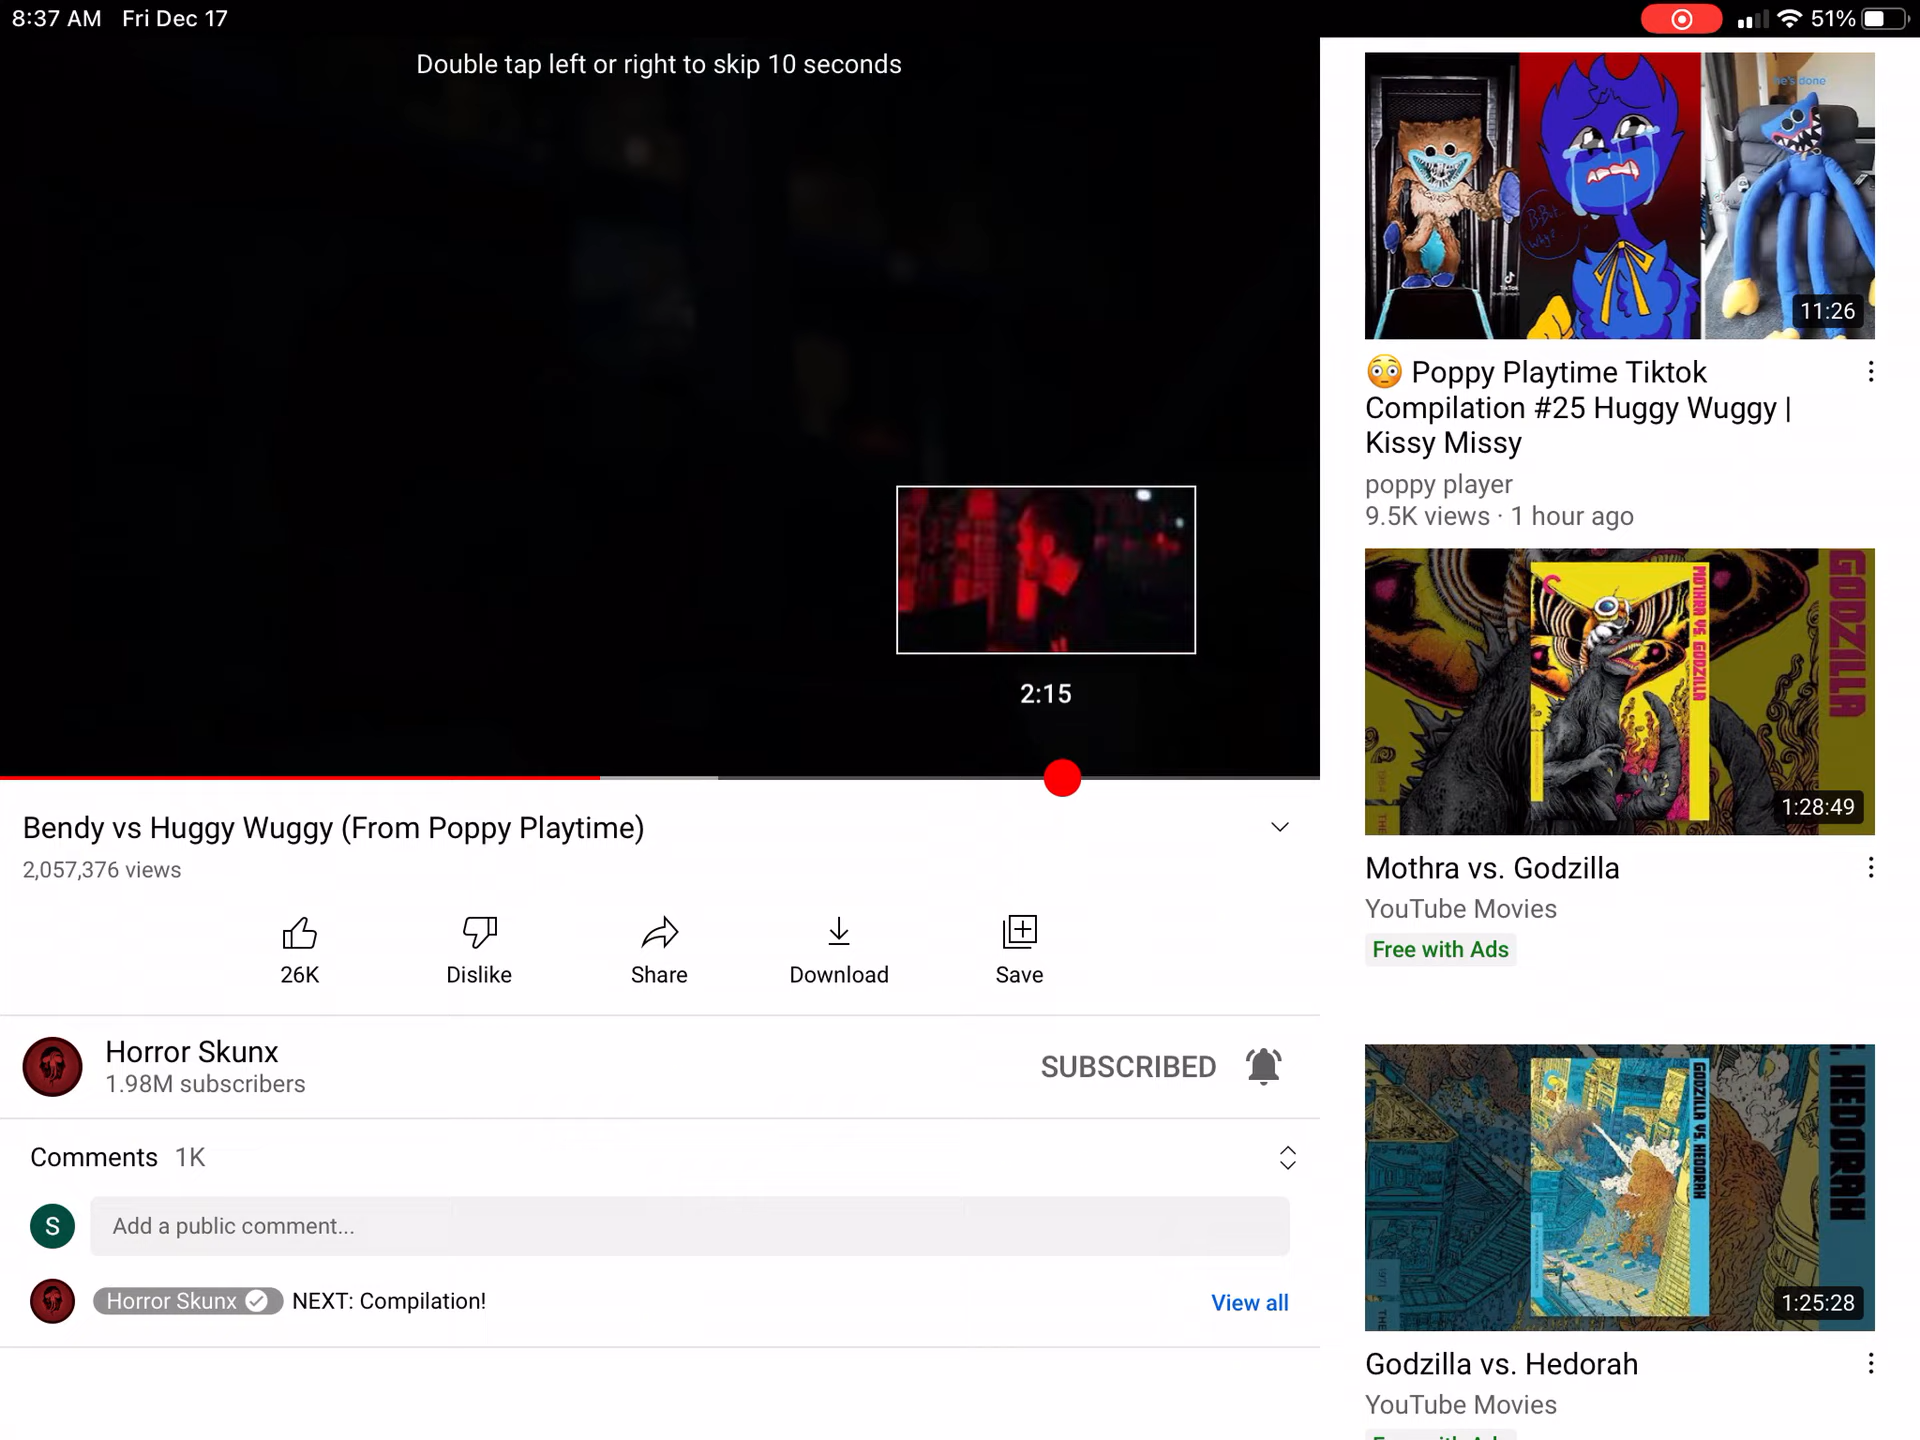 8:37 AM Fri Dec 17
51%
Double tap left or right to skip 10 seconds
2:15
Bendy vs Huggy Wuggy (From Poppy Playtime)
2,057,376 views
26K
Dislike
Share
Download
Save
Horror Skunx
1.98M subscribers
SUBSCRIBED
Comments 1K
S
Add a public comment...
Horror Skunx NEXT: Compilation!
View all
he's done
B-But
why?
TikTok
11:26
😳 Poppy Playtime Tiktok
Compilation #25 Huggy Wuggy |
Kissy Missy
poppy player
9.5K views · 1 hour ago
MOTHRA VS. GODZILLA
GODZILLA
1:28:49
Mothra vs. Godzilla
YouTube Movies
Free with Ads
GODZILLA VS. HEDORAH
HEDORAH
1:25:28
Godzilla vs. Hedorah
YouTube Movies